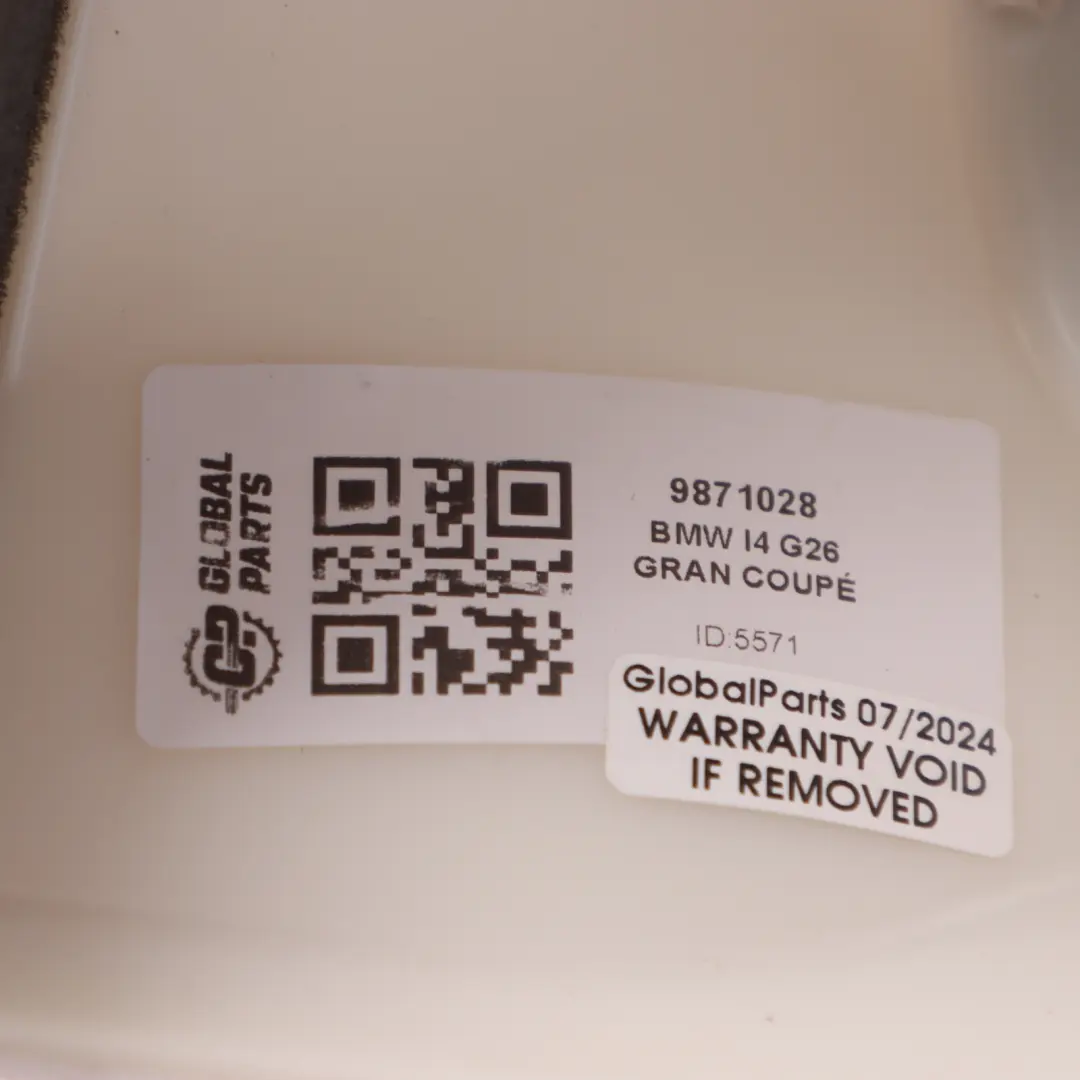 GLOBAL
PARTS
9871028
BMW I4 G26
GRAN COUPÉ
ID:5571
GlobalParts 07/2024
WARRANTY VOID
IF REMOVED